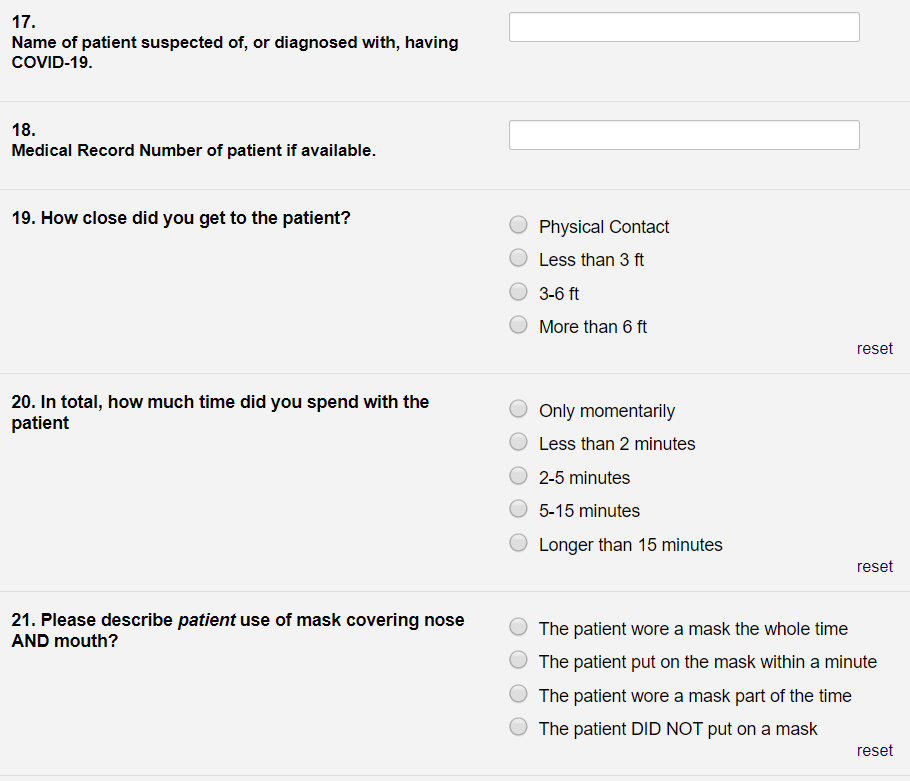 17.
Name of patient suspected of, or diagnosed with, having
COVID-19.
18.
Medical Record Number of patient if available.
19. How close did you get to the patient?
Physical Contact
Less than 3 ft
3-6 ft
More than 6 ft
reset
20. In total, how much time did you spend with the
patient
Only momentarily
Less than 2 minutes
2-5 minutes
5-15 minutes
Longer than 15 minutes
reset
21. Please describe patient use of mask covering nose
AND mouth?
The patient wore a mask the whole time
The patient put on the mask within a minute
The patient wore a mask part of the time
The patient DID NOT put on a mask
reset